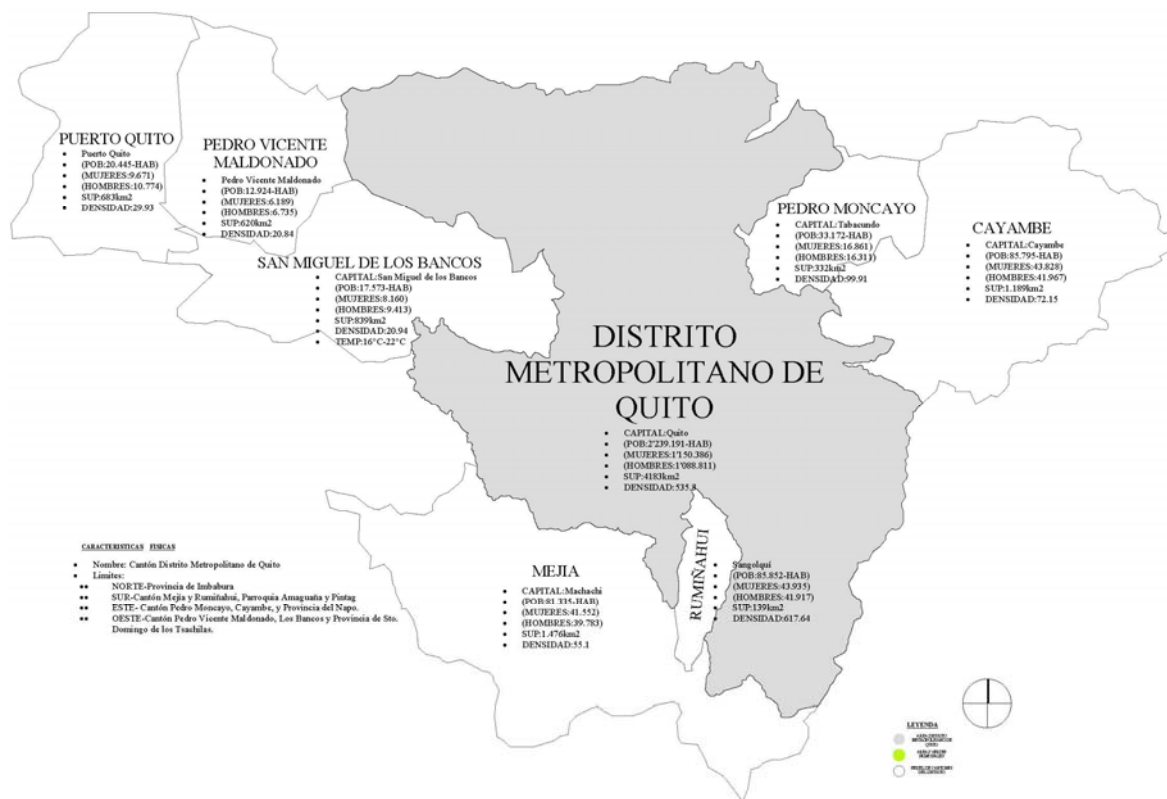 PUERTO QUITO
• Puerto Quito
• (POB:20.445-HAB)
• (MUJERES:9.671)
• (HOMBRES:10.774)
• SUP:683km2
• DENSIDAD:29.93
PEDRO VICENTE
MALDONADO
• Pedro Vicente Maldonado
• (POB:12.924-HAB)
• (MUJERES:6.189)
• (HOMBRES:6.735)
• SUP:620km2
• DENSIDAD:20.84
SAN MIGUEL DE LOS BANCOS
• CAPITAL:San Miguel de los Bancos
• (POB:17.573-HAB)
• (MUJERES:8.160)
• (HOMBRES:9.413)
• SUP:839km2
• DENSIDAD:20.94
• TEMP:16°C-22°C
PEDRO MONCAYO
• CAPITAL:Tabacundo
• (POB:33.172-HAB)
• (MUJERES:16.861)
• (HOMBRES:16.311)
• SUP:332km2
• DENSIDAD:99.91
CAYAMBE
• CAPITAL:Cayambe
• (POB:85.795-HAB)
• (MUJERES:43.828)
• (HOMBRES:41.967)
• SUP:1.189km2
• DENSIDAD:72.15
DISTRITO
METROPOLITANO DE
QUITO
• CAPITAL:Quito
• (POB:2'239.191-HAB)
• (MUJERES:1'150.386)
• (HOMBRES:1'088.811)
• SUP:4183km2
• DENSIDAD:535.8
CARACTERISTICAS FISICAS
• Nombre: Cantón Distrito Metropolitano de Quito
• Límites:
•• NORTE-Provincia de Imbabura
•• SUR-Cantón Mejía y Rumiñahui, Parroquia Amaguaña y Pintag
•• ESTE- Cantón Pedro Moncayo, Cayambe, y Provincia del Napo.
•• OESTE-Cantón Pedro Vicente Maldonado, Los Bancos y Provincia de Sto.
Domingo de los Tsachilas.
MEJIA
• CAPITAL:Machachi
• (POB:81.335-HAB)
• (MUJERES:41.552)
• (HOMBRES:39.783)
• SUP:1.476km2
• DENSIDAD:55.1
RUMIÑAHUI
• Sangolquí
• (POB:85.852-HAB)
• (MUJERES:43.935)
• (HOMBRES:41.917)
• SUP:139km2
• DENSIDAD:617.64
LEYENDA
METROPOLITANO DE
QUITO